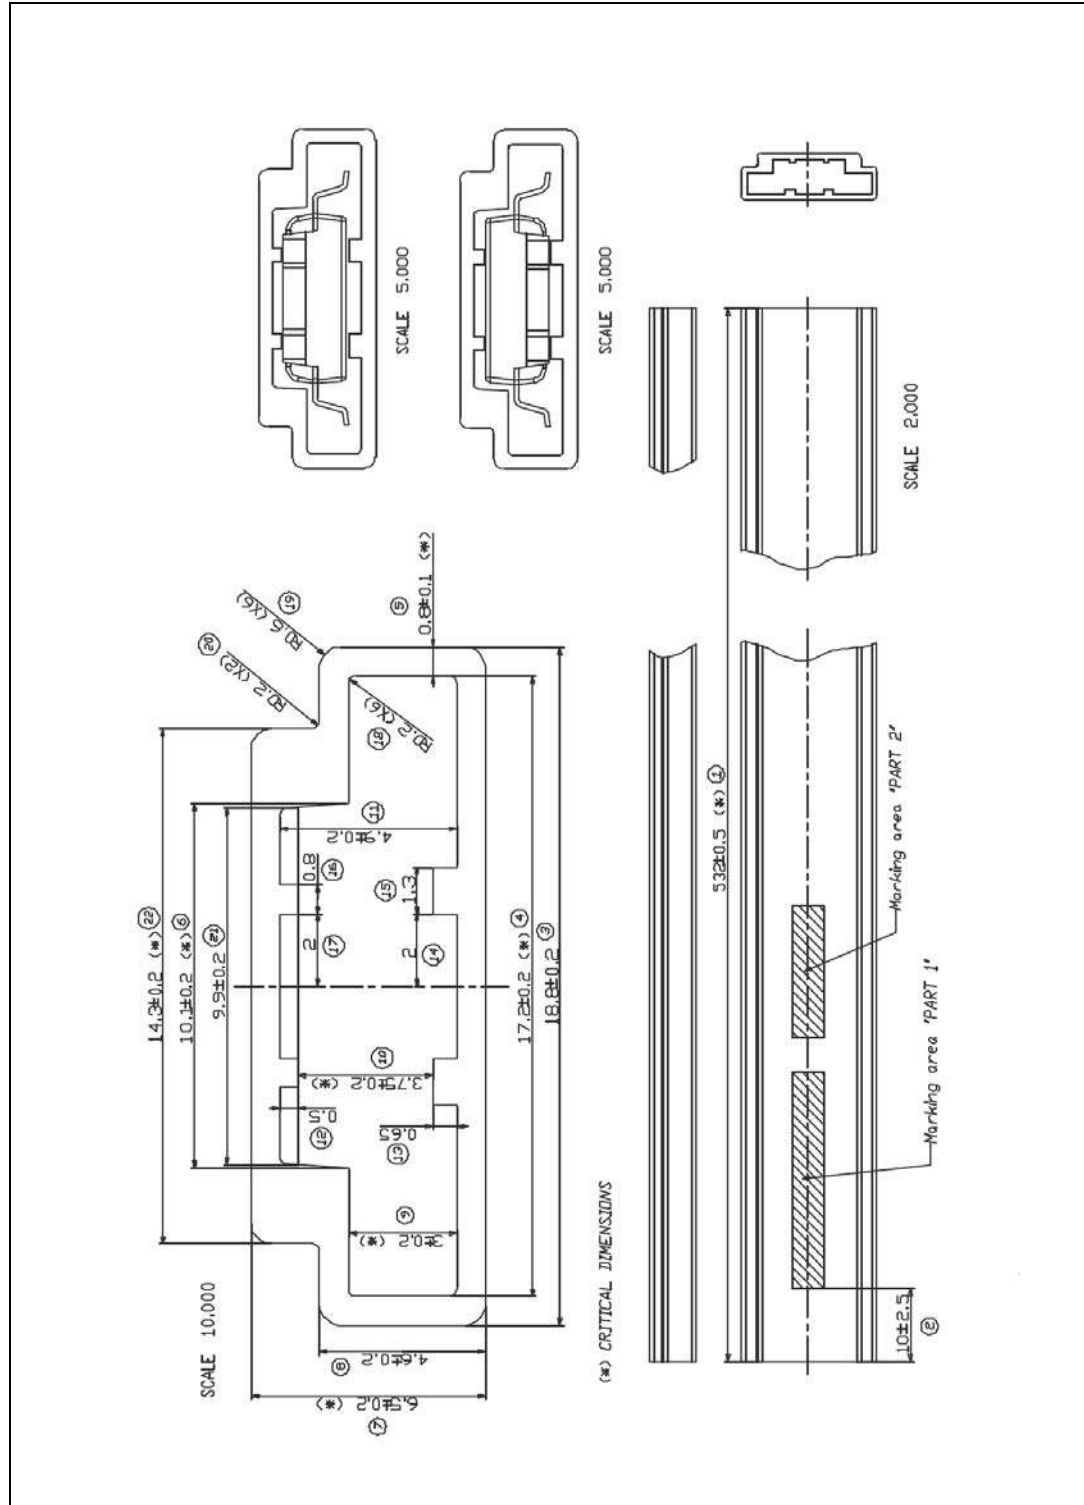 SCALE 10,000
14.3±0.2 (*) 22
10.1±0.2 (*) 6
9.9±0.2 21
R0.2 (X2) 20
R0.6 (X6) 19
R0.2 (X6) 18
0.8±0.1 (*) 5
4.9±0.2 11
0.8 16
2 17
1.3 15
2 14
3.75±0.2 (*) 10
0.5 12
0.65 13
3±0.2 (*) 9
4.6±0.2 8
6.5±0.2 (*) 7
17.2±0.2 (*) 4
18.8±0.2 3
SCALE 5,000
SCALE 5,000
(*) CRITICAL DIMENSIONS
532±0.5 (*) 1
10±2.5
2
Marking area 'PART 1'
Marking area 'PART 2'
SCALE 2,000